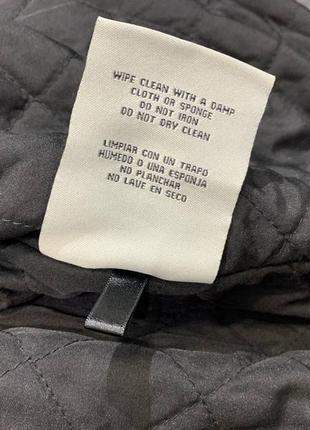 WIPE CLEAN WITH A DAMP
CLOTH OR SPONGE
DO NOT IRON
DO NOT DRY CLEAN
LIMPIAR CON UN TRAPO
HUMEDO O UNA ESPONJA
NO PLANCHAR
NO LAVE EN SECO